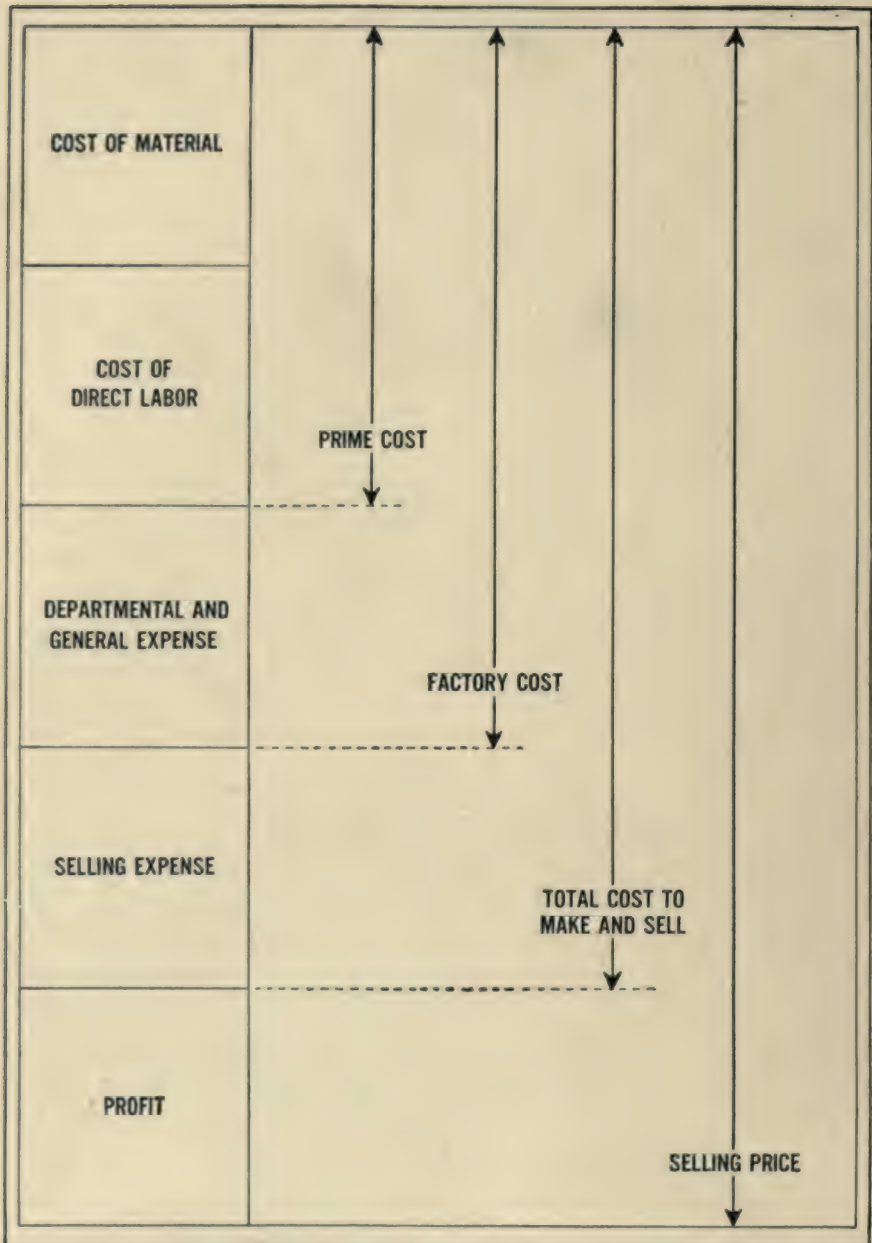 COST OF MATERIAL
COST OF
DIRECT LABOR
PRIME COST
DEPARTMENTAL AND
GENERAL EXPENSE
FACTORY COST
SELLING EXPENSE
TOTAL COST TO
MAKE AND SELL
PROFIT
SELLING PRICE